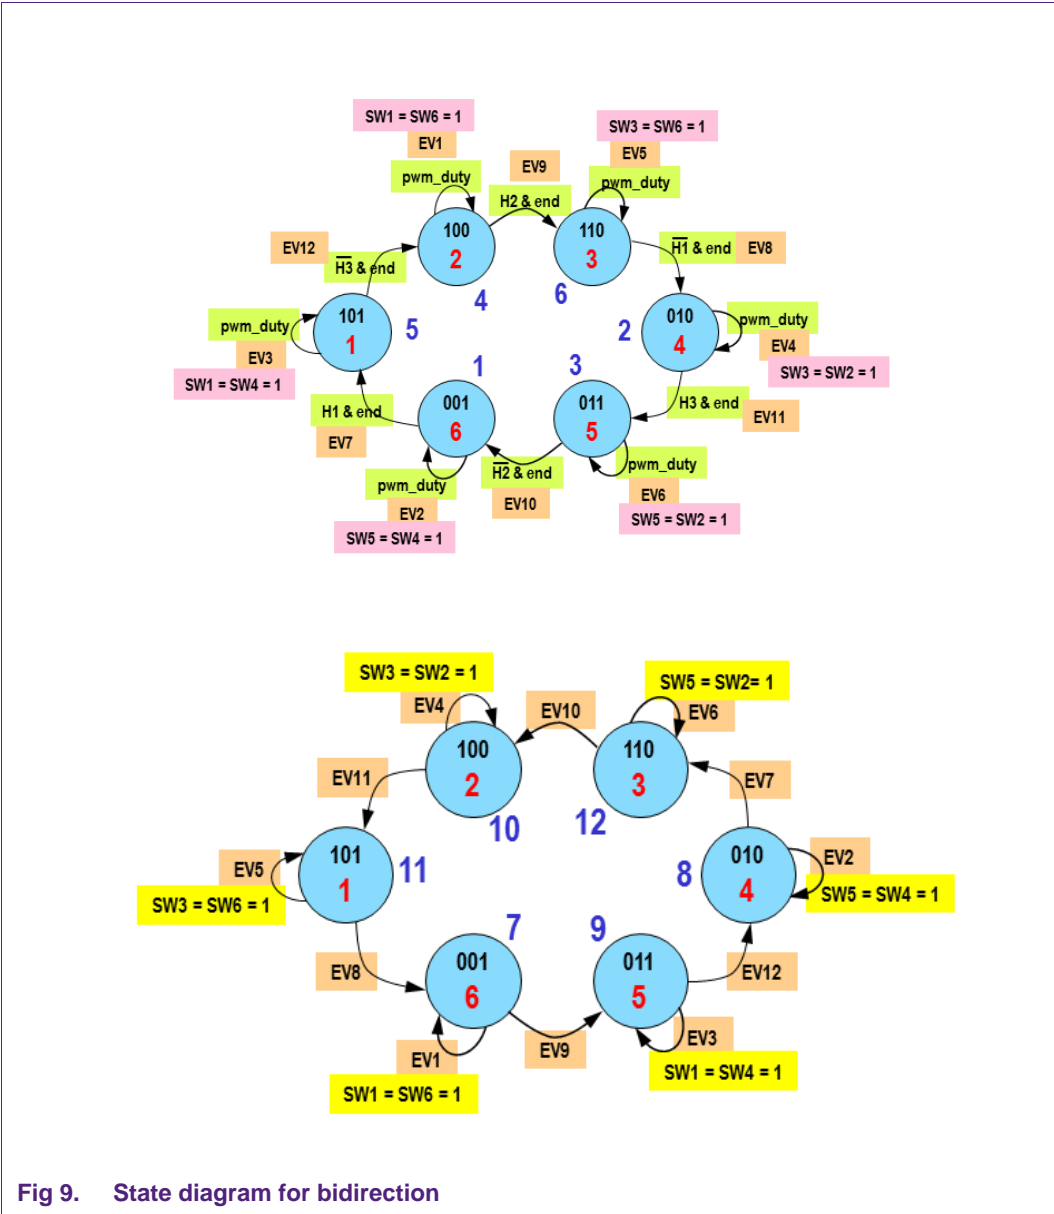 SW1 = SW6 = 1
EV1
pwm_duty
SW3 = SW6 = 1
EV5
pwm_duty
EV9
H2 & end
100
2
4
110
3
6
EV12
H̅3̅ & end
H̅1̅ & end EV8
101
1
5
pwm_duty
EV3
SW1 = SW4 = 1
010
4
2
pwm_duty
EV4
SW3 = SW2 = 1
1
001
6
3
011
5
H1 & end
EV7
H3 & end
EV11
pwm_duty
EV2
SW5 = SW4 = 1
H̅2̅ & end
EV10
pwm_duty
EV6
SW5 = SW2 = 1
SW3 = SW2 = 1
EV4
SW5 = SW2= 1
EV6
EV10
100
2
10
110
3
12
EV11
EV7
101
1
11
EV5
SW3 = SW6 = 1
010
4
8
EV2
SW5 = SW4 = 1
7
001
6
9
011
5
EV8
EV12
EV1
SW1 = SW6 = 1
EV9
EV3
SW1 = SW4 = 1
Fig 9. State diagram for bidirection